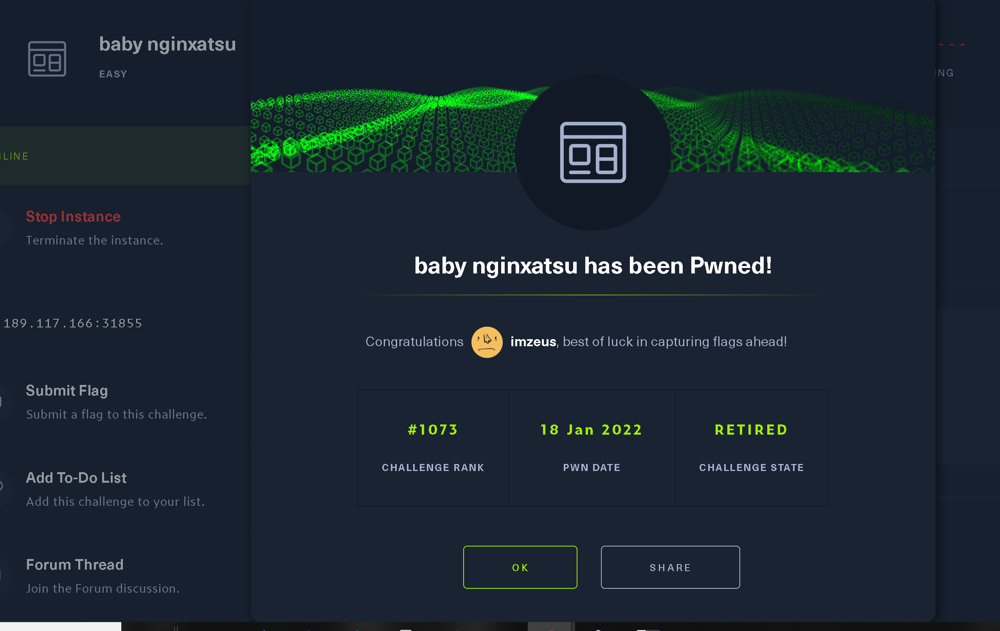 baby nginxatsu
EASY
Stop Instance
Terminate the instance.
189.117.166:31855
Submit Flag
Submit a flag to this challenge.
Add To-Do List
Add this challenge to your list.
Forum Thread
Join the Forum discussion.
baby nginxatsu has been Pwned!
Congratulations imzeus, best of luck in capturing flags ahead!
#1073
CHALLENGE RANK
18 Jan 2022
PWN DATE
RETIRED
CHALLENGE STATE
OK
SHARE